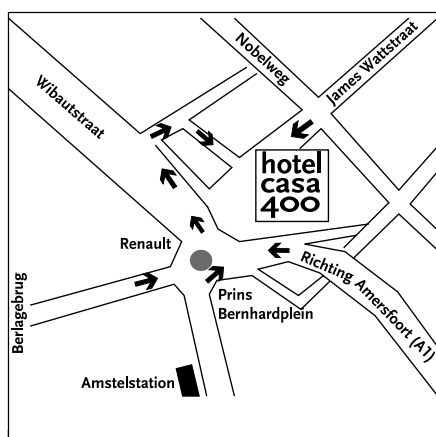 Nobelweg
James Wattstraat
Wibautstraat
hotel
casa
400
Renault
Richting Amersfoort (A1)
Prins
Bernhardplein
Berlagebrug
Amstelstation